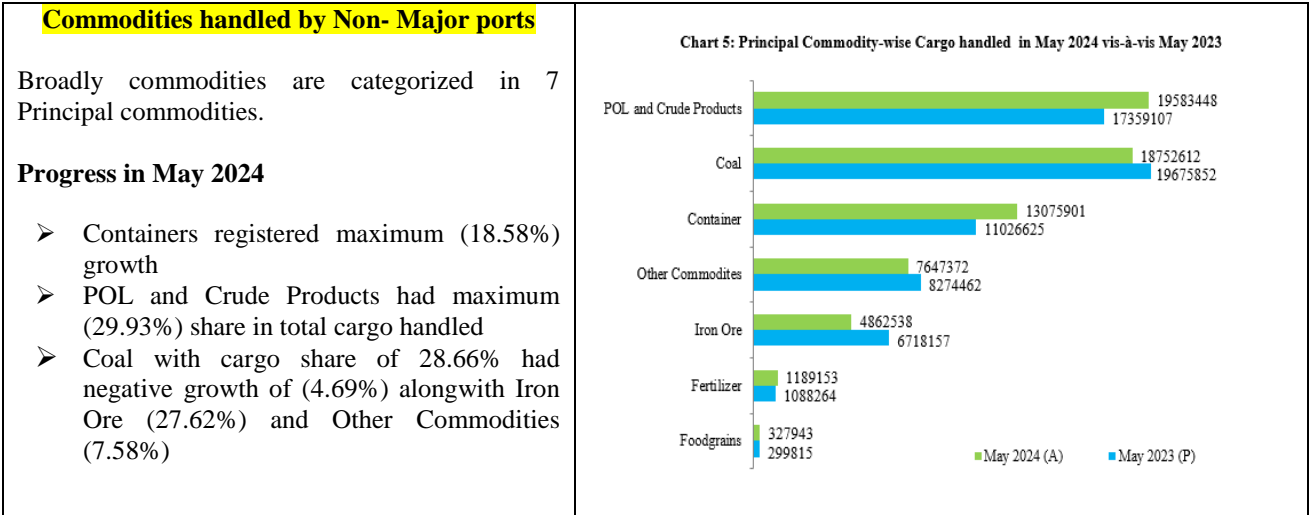 Commodities handled by Non- Major ports
Broadly commodities are categorized in 7
Principal commodities.
Progress in May 2024
➢ Containers registered maximum (18.58%)
growth
➢ POL and Crude Products had maximum
(29.93%) share in total cargo handled
➢ Coal with cargo share of 28.66% had
negative growth of (4.69%) alongwith Iron
Ore (27.62%) and Other Commodities
(7.58%)
Chart 5: Principal Commodity-wise Cargo handled in May 2024 vis-à-vis May 2023
POL and Crude Products
19583448
17359107
Coal
18752612
19675852
Container
13075901
11026625
Other Commodites
7647372
8274462
Iron Ore
4862538
6718157
Fertilizer
1189153
1088264
Foodgrains
327943
299815
May 2024 (A) May 2023 (P)